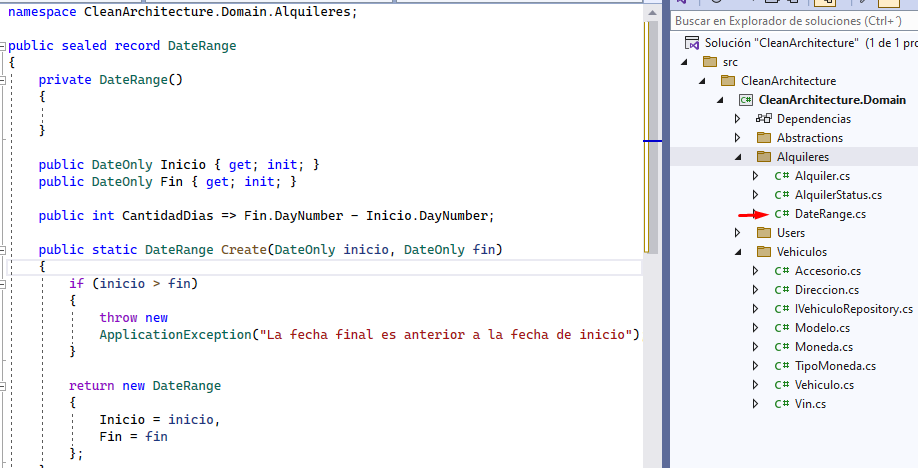 namespace CleanArchitecture.Domain.Alquileres;
public sealed record DateRange
{
private DateRange()
{
}
public DateOnly Inicio { get; init; }
public DateOnly Fin { get; init; }
public int CantidadDias => Fin.DayNumber - Inicio.DayNumber;
public static DateRange Create(DateOnly inicio, DateOnly fin)
{
if (inicio > fin)
{
throw new
ApplicationException("La fecha final es anterior a la fecha de inicio")
}
return new DateRange
{
Inicio = inicio,
Fin = fin
};
Buscar en Explorador de soluciones (Ctrl+´)
Solución "CleanArchitecture" (1 de 1 pro
src
CleanArchitecture
C# CleanArchitecture.Domain
Dependencias
Abstractions
Alquileres
C# Alquiler.cs
C# AlquilerStatus.cs
C# DateRange.cs
Users
Vehiculos
C# Accesorio.cs
C# Direccion.cs
C# IVehiculoRepository.cs
C# Modelo.cs
C# Moneda.cs
C# TipoMoneda.cs
C# Vehiculo.cs
C# Vin.cs